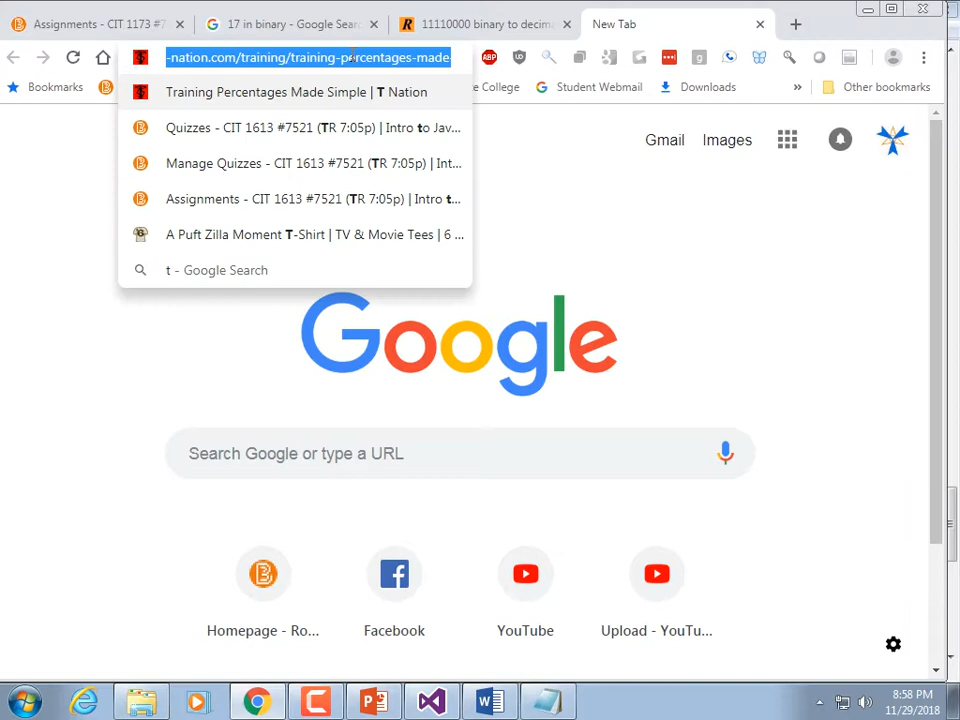 Assignments - CIT 1173 #7
17 in binary - Google Sear
11110000 binary to decim
New Tab
-nation.com/training/training-percentages-made-
ABP
Bookmarks
te College
Student Webmail
Downloads
»
Other bookmarks
Training Percentages Made Simple | T Nation
Quizzes - CIT 1613 #7521 (TR 7:05p) | Intro to Jav...
Manage Quizzes - CIT 1613 #7521 (TR 7:05p) | Int...
Assignments - CIT 1613 #7521 (TR 7:05p) | Intro t...
A Puft Zilla Moment T-Shirt | TV & Movie Tees | 6 ...
t - Google Search
Gmail
Images
Google
Search Google or type a URL
Homepage - Ro...
Facebook
YouTube
Upload - YouTu...
8:58 PM
11/29/2018